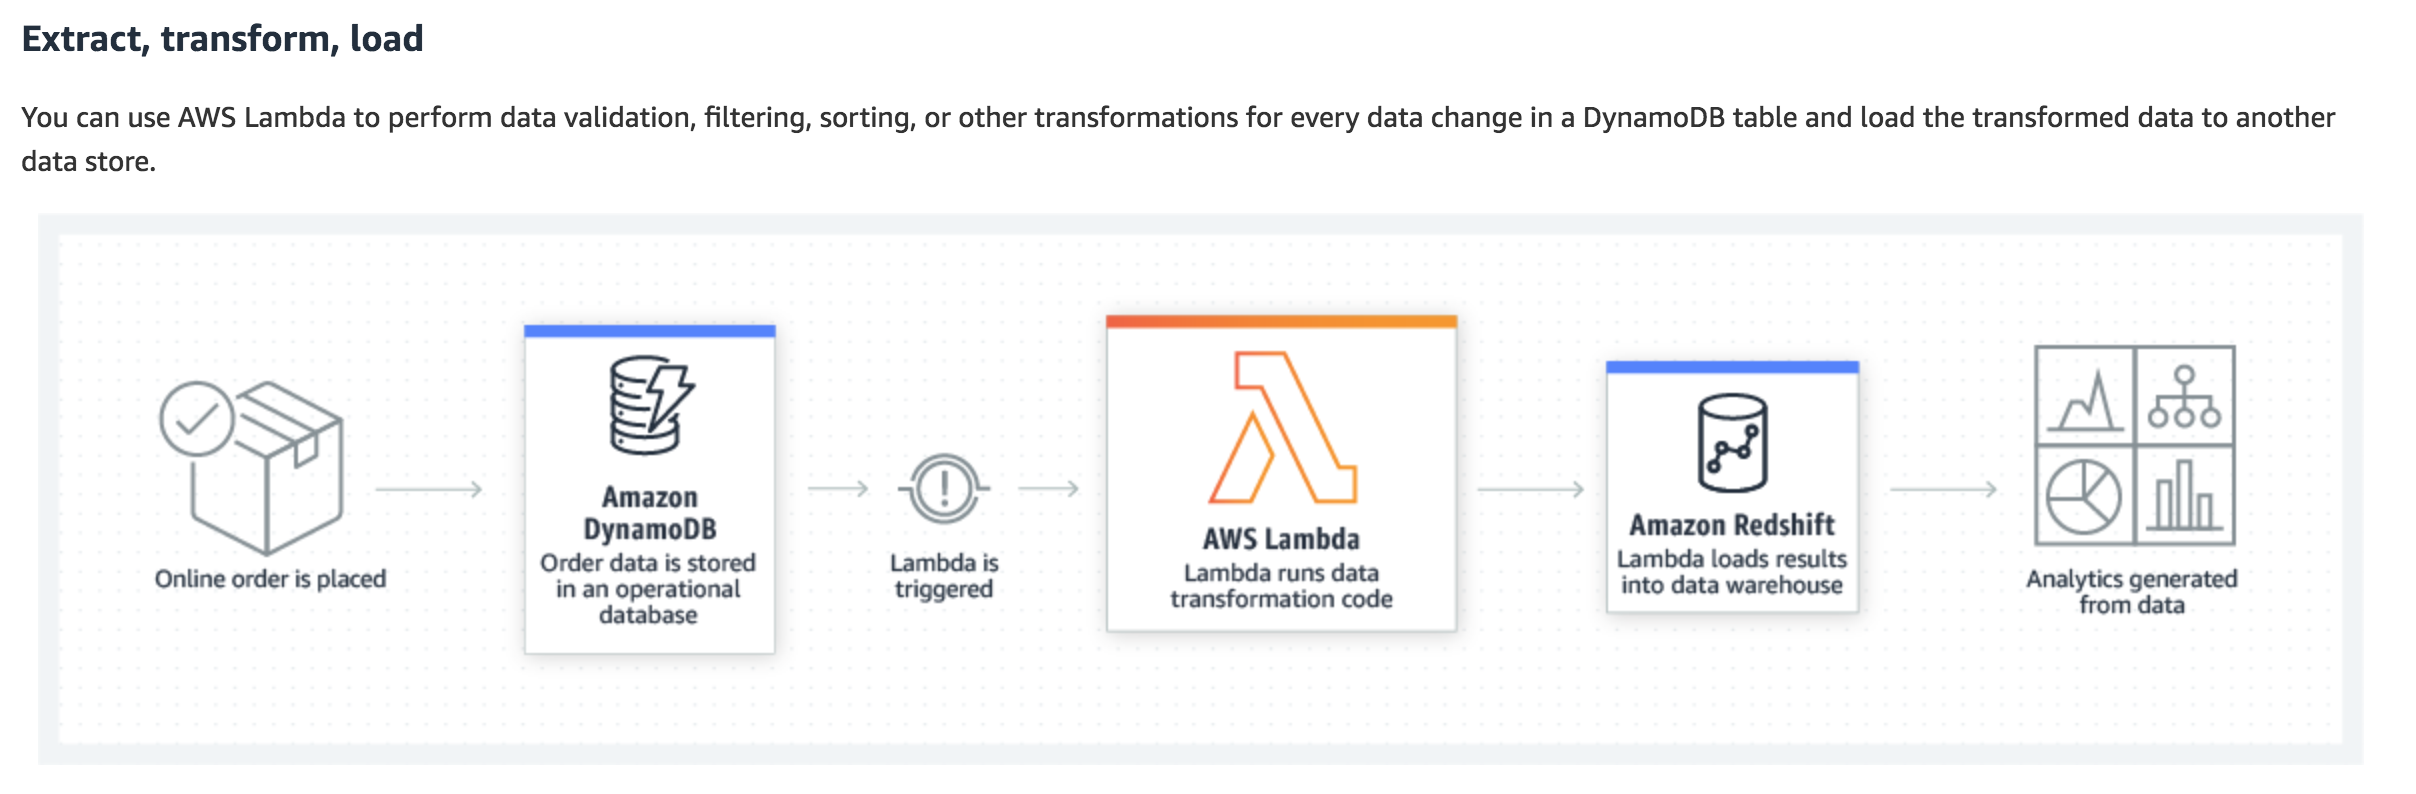 Extract, transform, load
You can use AWS Lambda to perform data validation, filtering, sorting, or other transformations for every data change in a DynamoDB table and load the transformed data to another
data store.
Online order is placed
Amazon
DynamoDB
Order data is stored
in an operational
database
Lambda is
triggered
AWS Lambda
Lambda runs data
transformation code
Amazon Redshift
Lambda loads results
into data warehouse
Analytics generated
from data